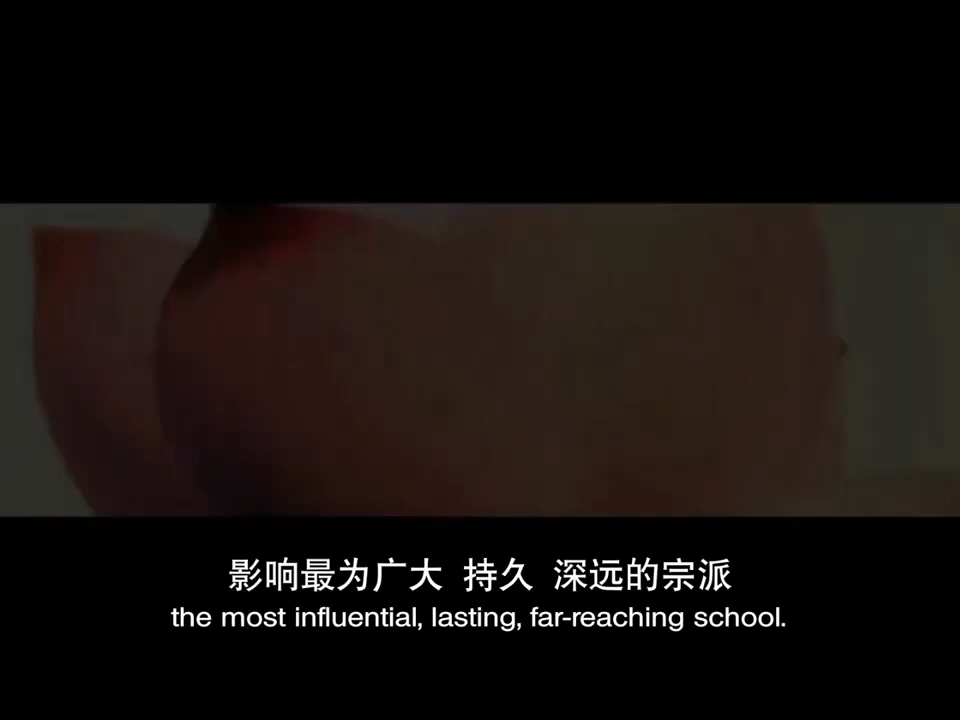 影响最为广大 持久 深远的宗派
the most influential, lasting, far-reaching school.